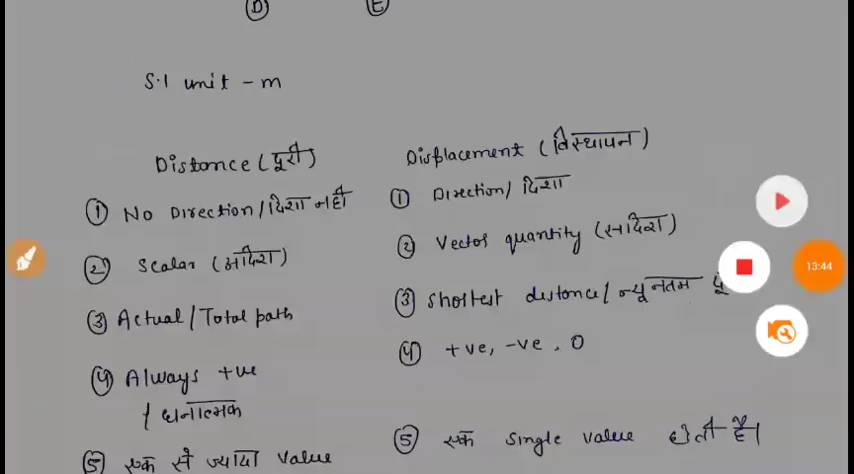 D E
S.I unit - m
Distance (दूरी) Displacement (विस्थापन)
① No Direction/दिशा नहीं ① Direction/दिशा
② Scalar (अदिश) ② Vector quantity (सदिश)
③ Actual/Total path ③ Shortest distance/न्यूनतम
④ Always +ve ④ +ve, -ve, 0
/धनात्मक
⑤ एक से ज्यादा value ⑤ एक single value होती है।
13:44